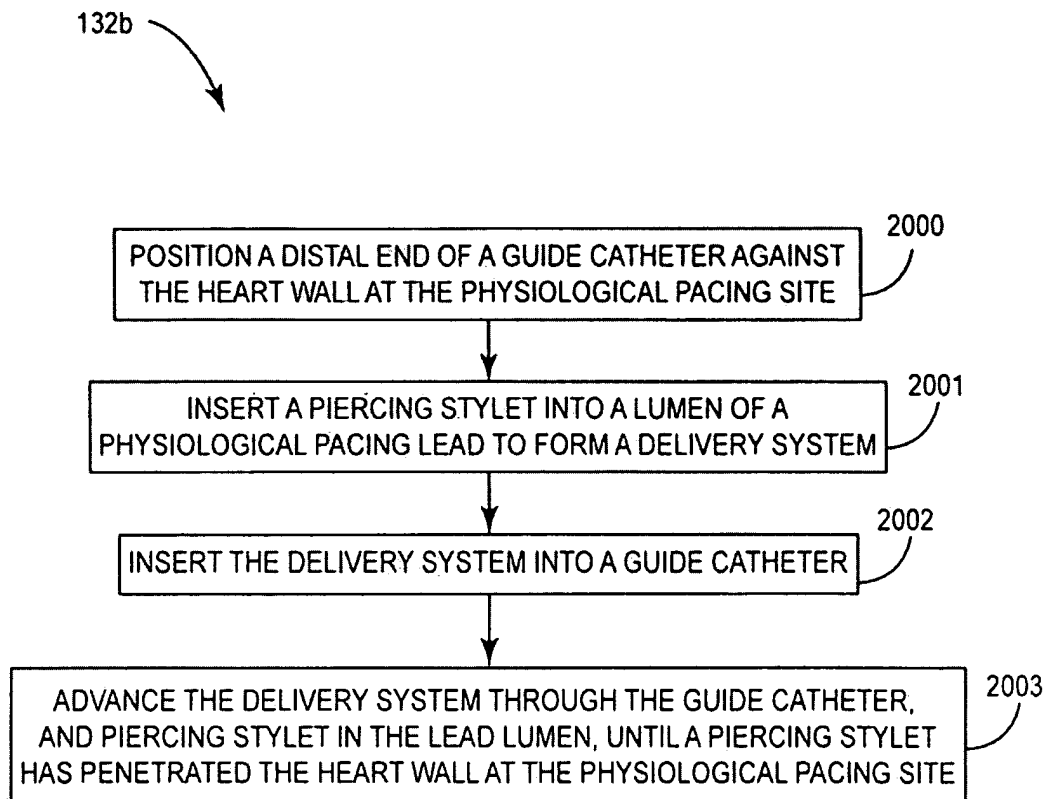 132b
2000
POSITION A DISTAL END OF A GUIDE CATHETER AGAINST
THE HEART WALL AT THE PHYSIOLOGICAL PACING SITE
2001
INSERT A PIERCING STYLET INTO A LUMEN OF A
PHYSIOLOGICAL PACING LEAD TO FORM A DELIVERY SYSTEM
2002
INSERT THE DELIVERY SYSTEM INTO A GUIDE CATHETER
2003
ADVANCE THE DELIVERY SYSTEM THROUGH THE GUIDE CATHETER,
AND PIERCING STYLET IN THE LEAD LUMEN, UNTIL A PIERCING STYLET
HAS PENETRATED THE HEART WALL AT THE PHYSIOLOGICAL PACING SITE